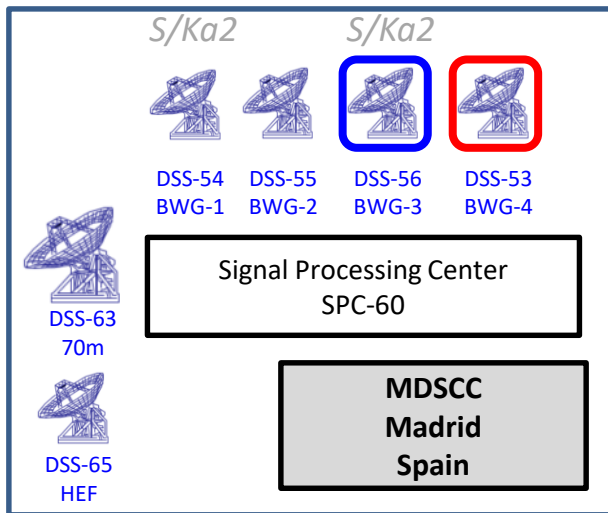 S/Ka2 S/Ka2
DSS-54 DSS-55 DSS-56 DSS-53
BWG-1 BWG-2 BWG-3 BWG-4
Signal Processing Center
SPC-60
DSS-63
70m
MDSCC
Madrid
Spain
DSS-65
HEF